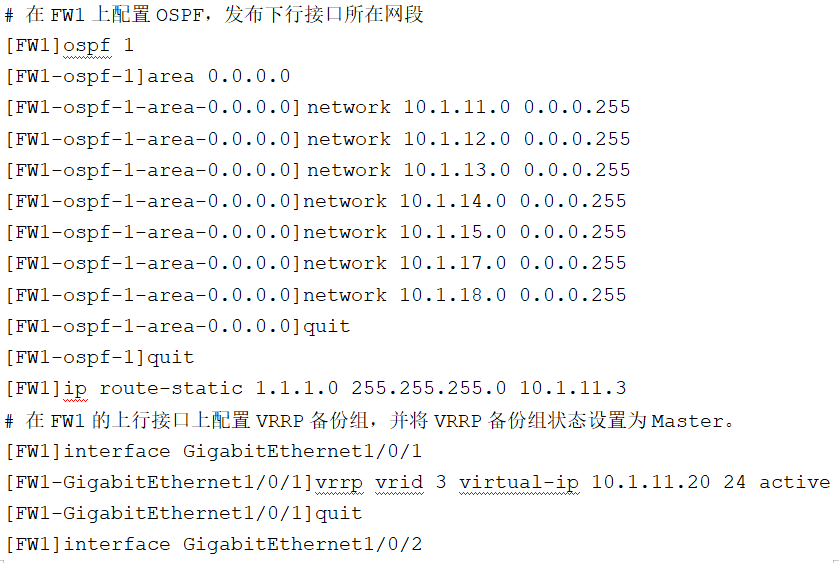 # 在 FW1 上配置 OSPF，发布下行接口所在网段
[FW1]ospf 1
[FW1-ospf-1]area 0.0.0.0
[FW1-ospf-1-area-0.0.0.0] network 10.1.11.0 0.0.0.255
[FW1-ospf-1-area-0.0.0.0] network 10.1.12.0 0.0.0.255
[FW1-ospf-1-area-0.0.0.0] network 10.1.13.0 0.0.0.255
[FW1-ospf-1-area-0.0.0.0]network 10.1.14.0 0.0.0.255
[FW1-ospf-1-area-0.0.0.0]network 10.1.15.0 0.0.0.255
[FW1-ospf-1-area-0.0.0.0]network 10.1.17.0 0.0.0.255
[FW1-ospf-1-area-0.0.0.0]network 10.1.18.0 0.0.0.255
[FW1-ospf-1-area-0.0.0.0]quit
[FW1-ospf-1]quit
[FW1]ip route-static 1.1.1.0 255.255.255.0 10.1.11.3
# 在 FW1 的上行接口上配置 VRRP 备份组，并将 VRRP 备份组状态设置为 Master。
[FW1]interface GigabitEthernet1/0/1
[FW1-GigabitEthernet1/0/1]vrrp vrid 3 virtual-ip 10.1.11.20 24 active
[FW1-GigabitEthernet1/0/1]quit
[FW1]interface GigabitEthernet1/0/2